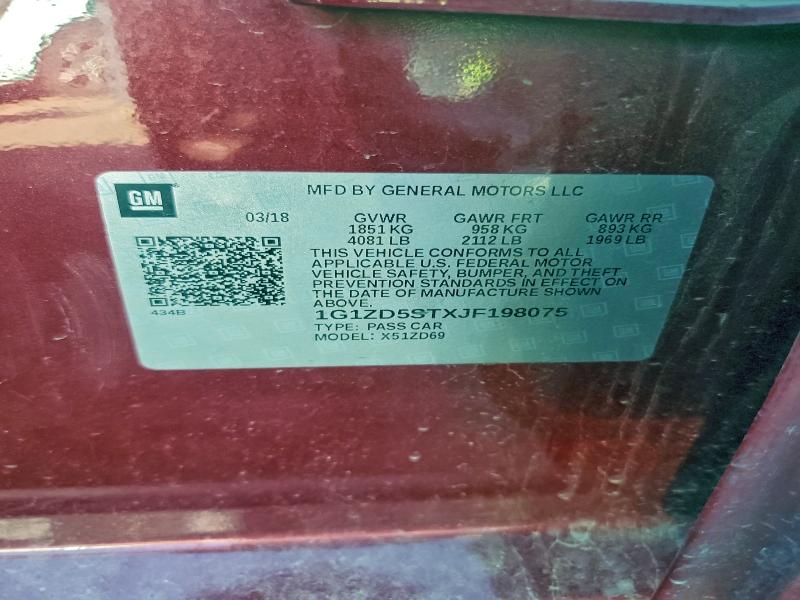 GM
MFD BY GENERAL MOTORS LLC
03/18 GVWR GAWR FRT GAWR RR
1851 KG 958 KG 893 KG
4081 LB 2112 LB 1969 LB
THIS VEHICLE CONFORMS TO ALL
APPLICABLE U.S. FEDERAL MOTOR
VEHICLE SAFETY, BUMPER, AND THEFT
PREVENTION STANDARDS IN EFFECT ON
THE DATE OF MANUFACTURE SHOWN
ABOVE.
434B
1G1ZD5STXJF198075
TYPE: PASS CAR
MODEL: X51ZD69